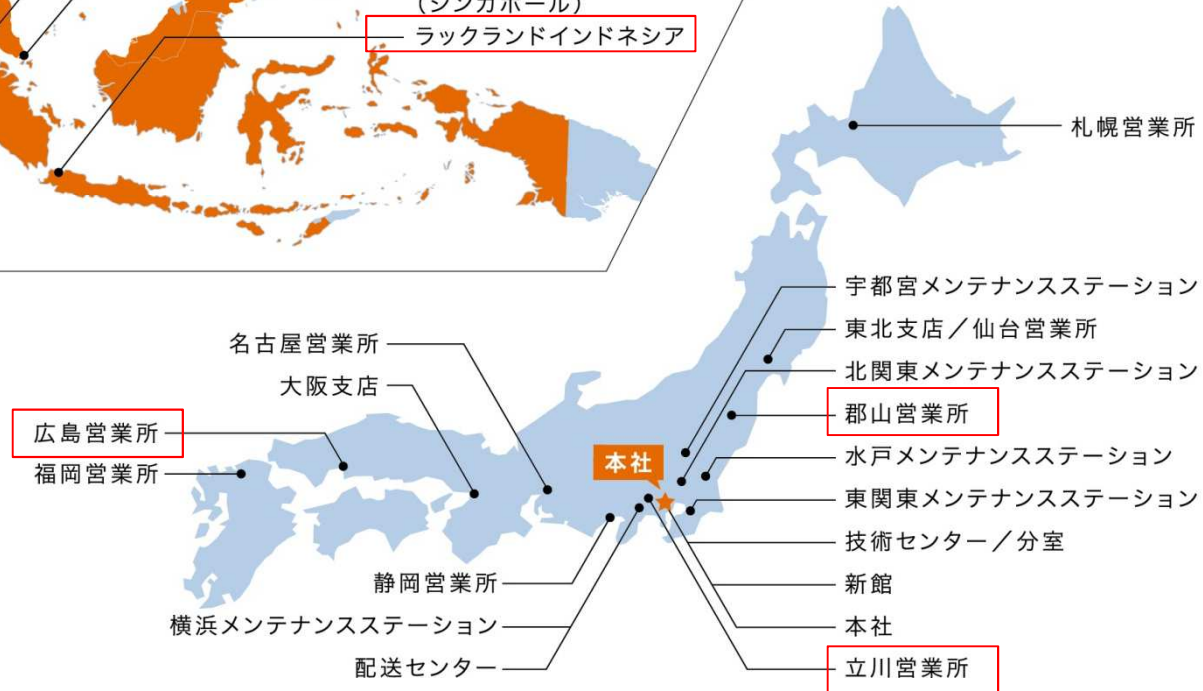 （シンガポール）
ラックランドインドネシア
札幌営業所
宇都宮メンテナンスステーション
東北支店／仙台営業所
北関東メンテナンスステーション
郡山営業所
水戸メンテナンスステーション
東関東メンテナンスステーション
技術センター／分室
新館
本社
立川営業所
名古屋営業所
大阪支店
広島営業所
福岡営業所
本社
静岡営業所
横浜メンテナンスステーション
配送センター